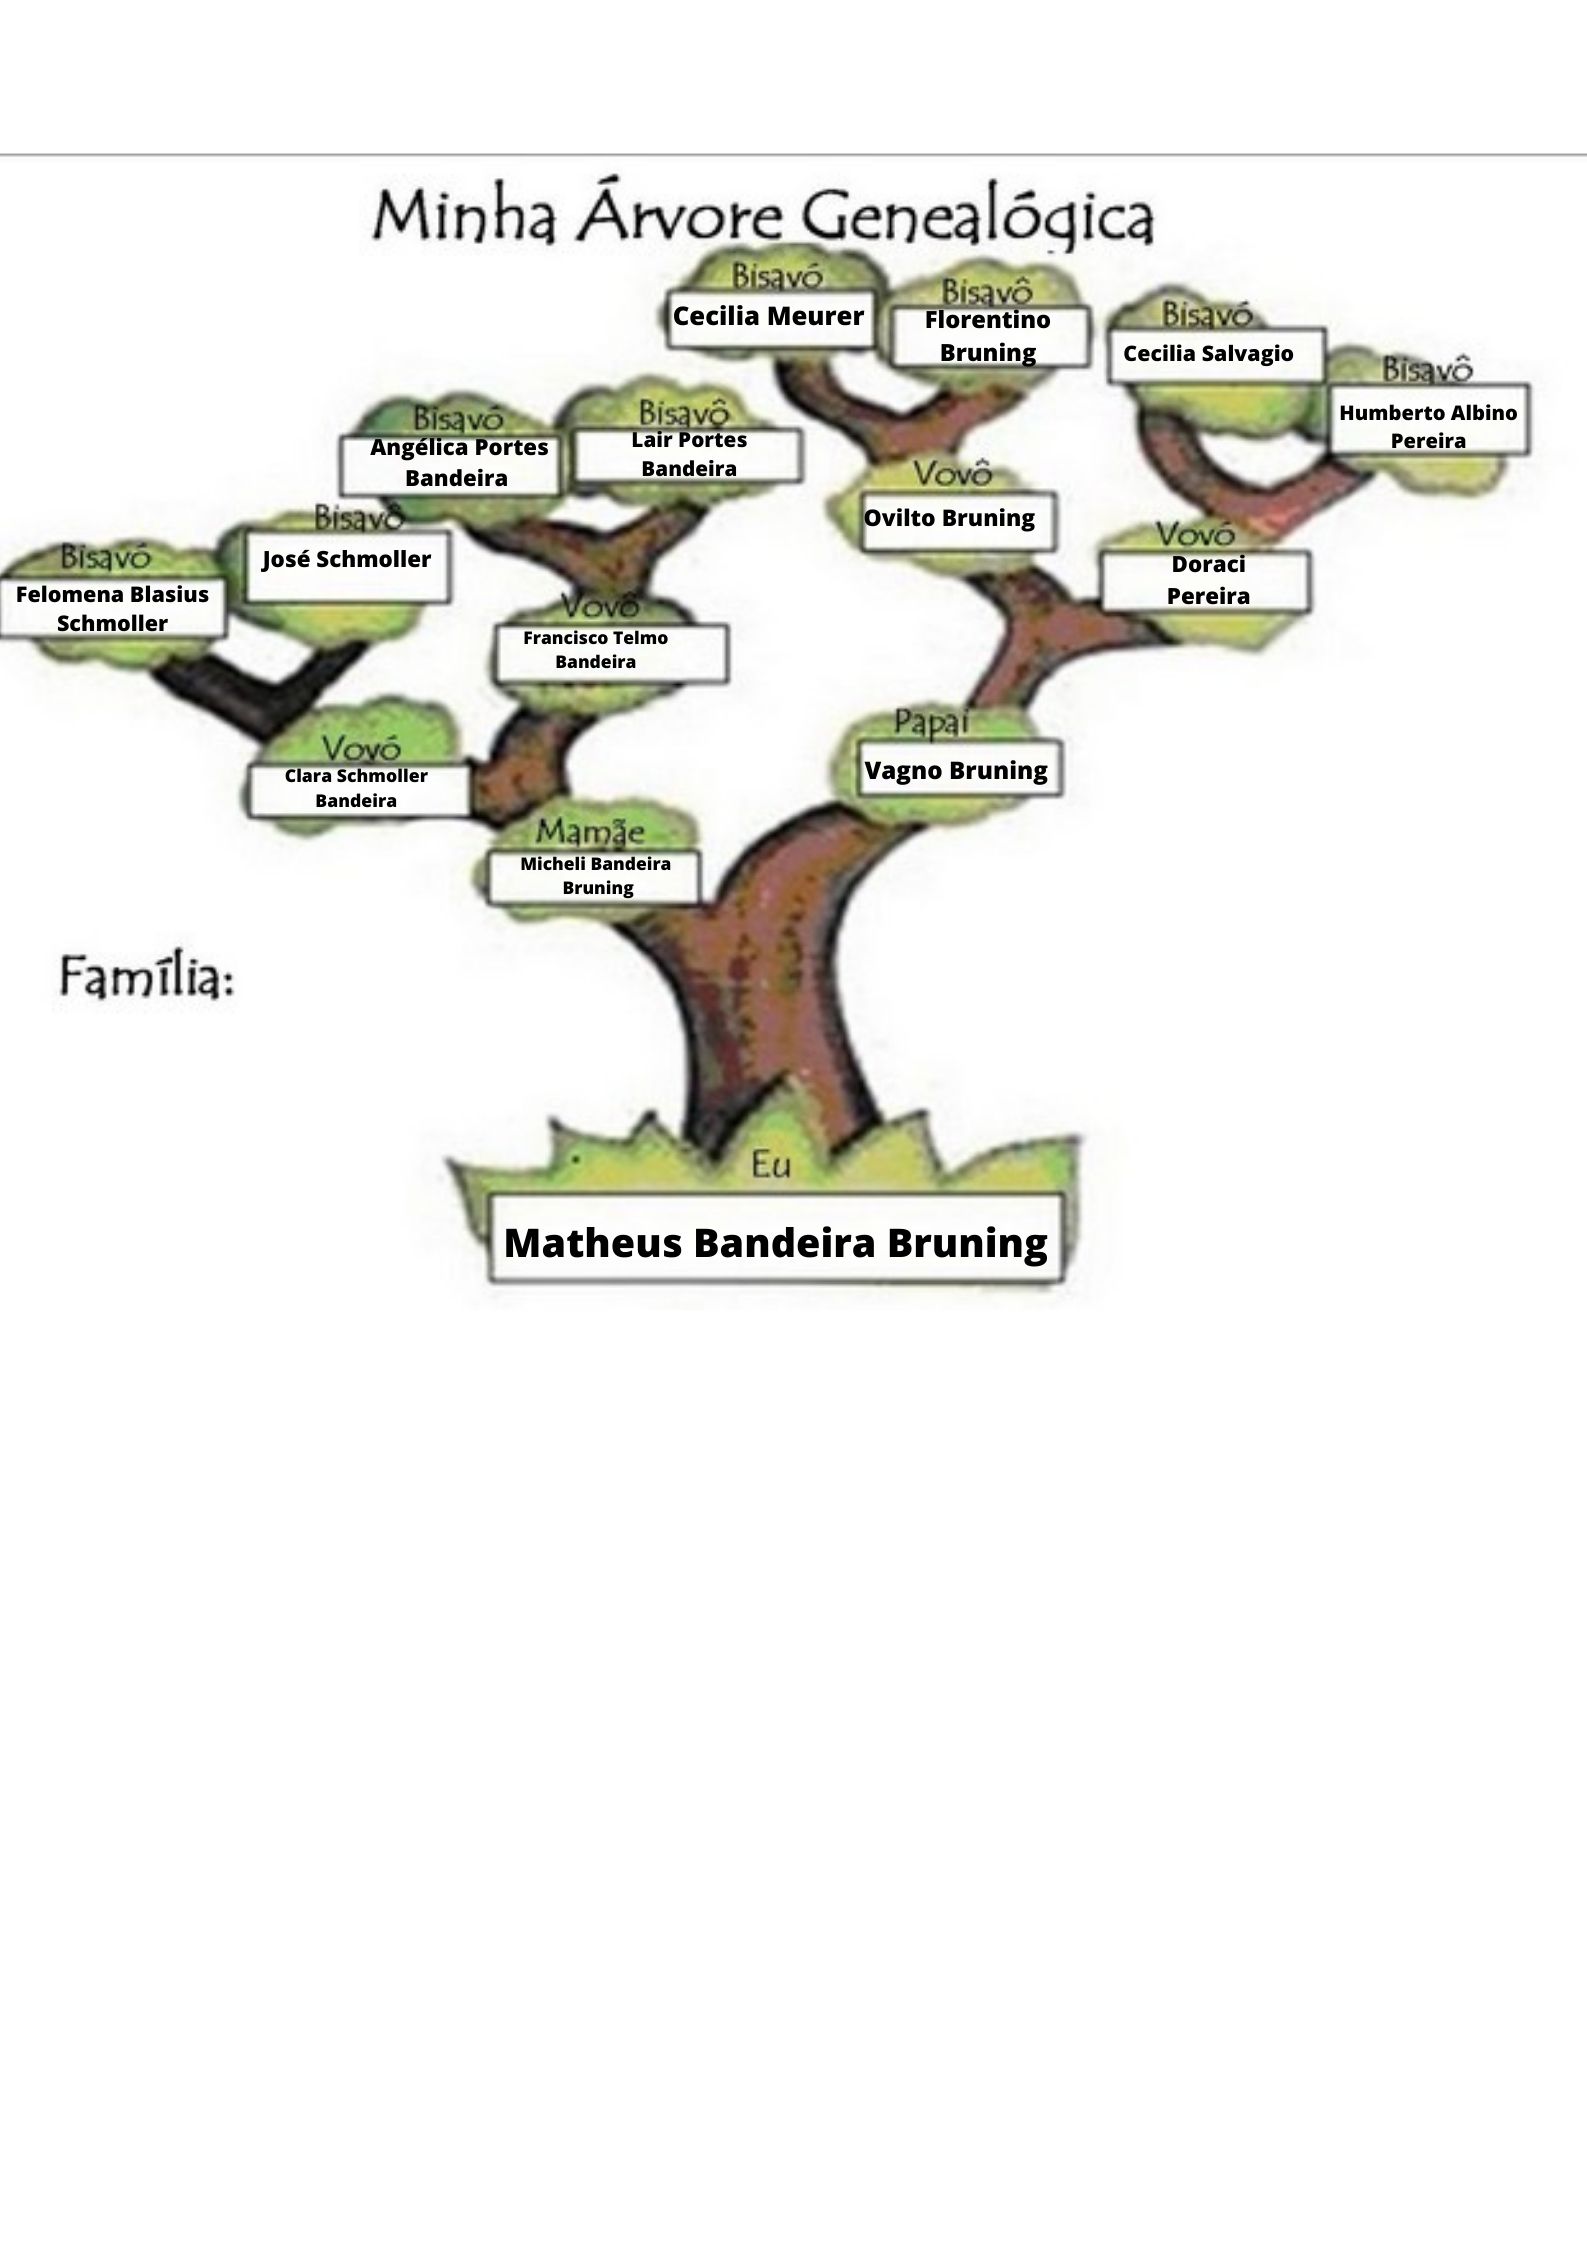 Minha Árvore Genealógica
Bisavó
Cecilia Meurer
Bisavô
Florentino
Bruning
Bisavó
Cecilia Salvagio
Bisavô
Humberto Albino
Pereira
Bisavó
Angélica Portes
Bandeira
Bisavô
Lair Portes
Bandeira
Vovô
Ovilto Bruning
Vovó
Doraci
Pereira
Bisavó
Felomena Blasius
Schmoller
Bisavô
José Schmoller
Vovô
Francisco Telmo
Bandeira
Vovó
Clara Schmoller
Bandeira
Papai
Vagno Bruning
Mamãe
Micheli Bandeira
Bruning
Família:
Eu
Matheus Bandeira Bruning